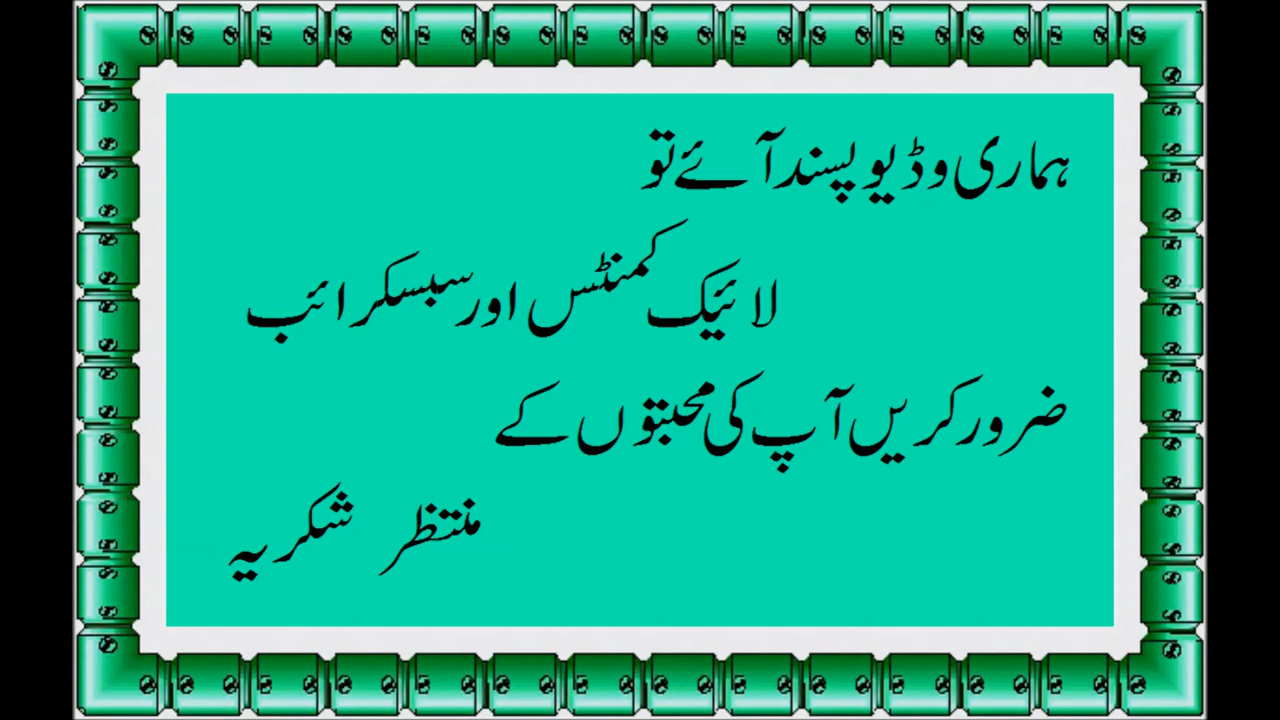 ہماری وڈیو پسند آئے تو
لائیک کمنٹس اور سبسکرائب
ضرور کریں آپ کی محبتوں کے
منتظر شکریہ